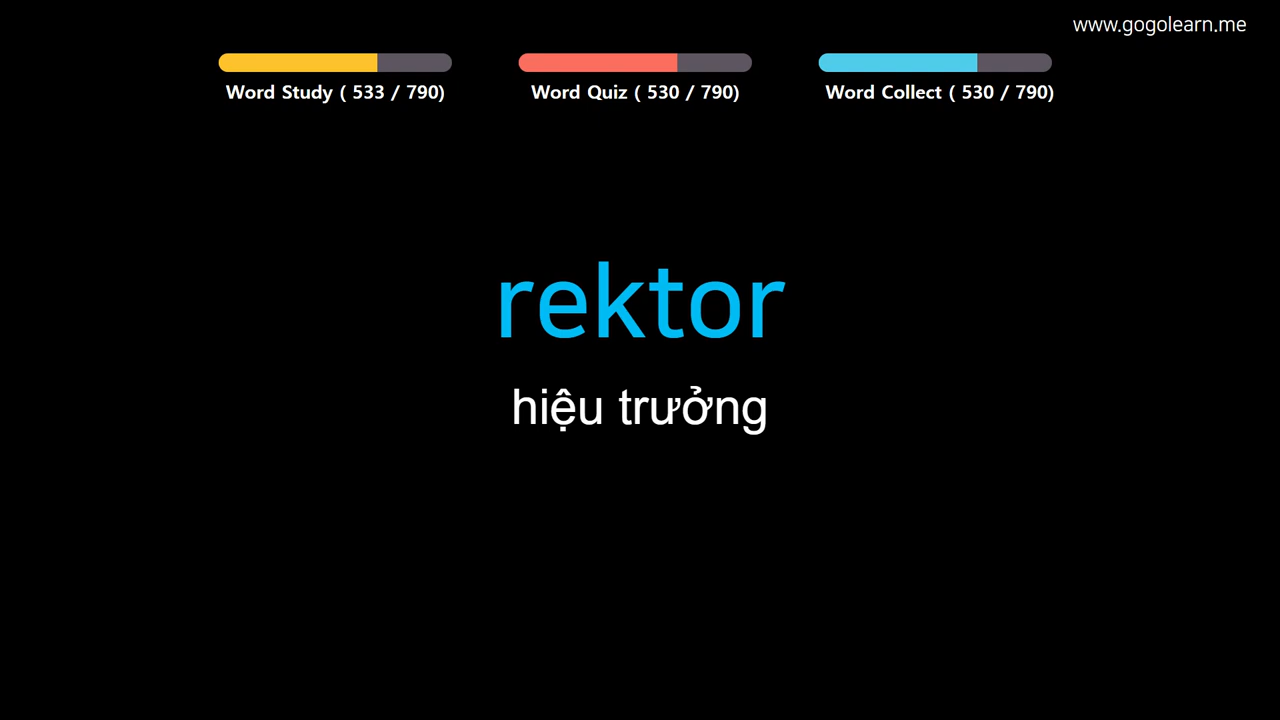 www.gogolearn.me
Word Study ( 533 / 790)
Word Quiz ( 530 / 790)
Word Collect ( 530 / 790)
rektor
hiệu trưởng